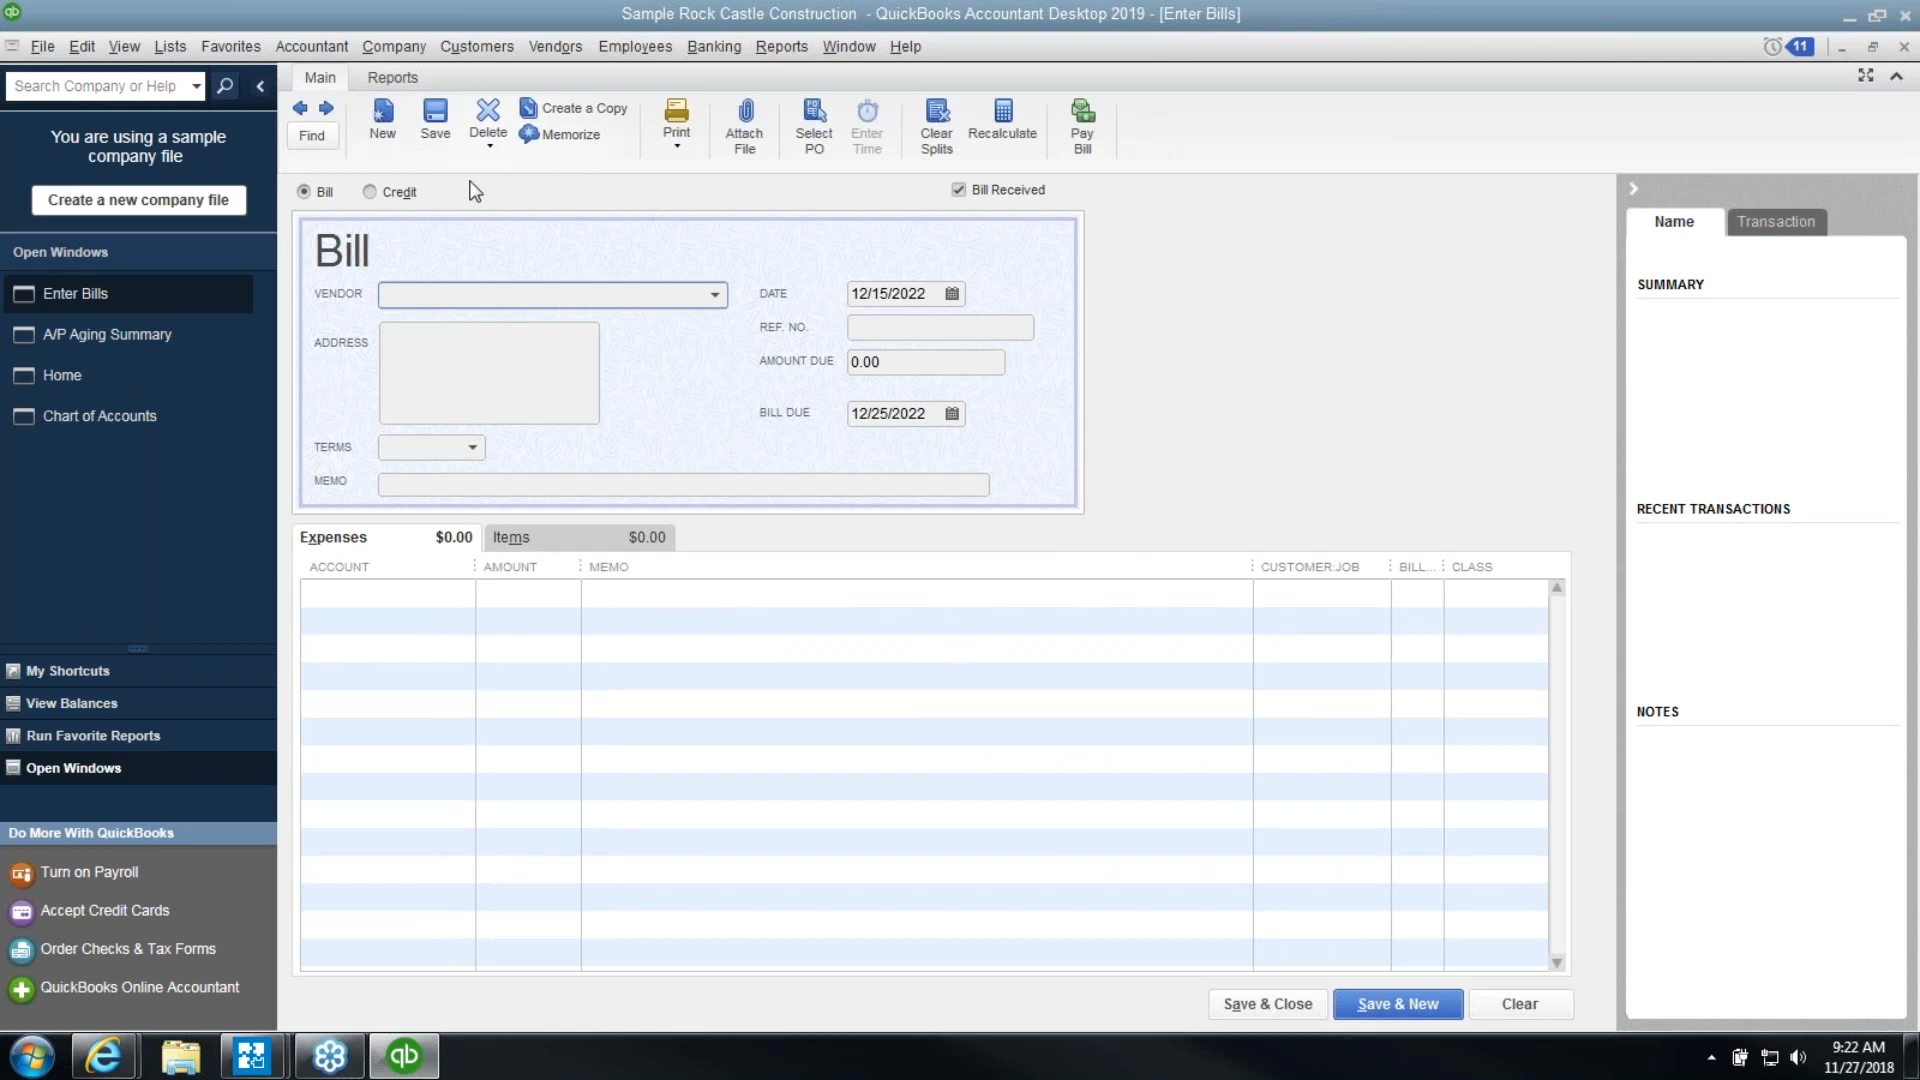 Sample Rock Castle Construction - QuickBooks Accountant Desktop 2019 - [Enter Bills]
File Edit View Lists Favorites Accountant Company Customers Vendors Employees Banking Reports Window Help
11
Search Company or Help
Main Reports
Find
New
Save
Delete
Create a Copy
Memorize
Print
Attach
File
Select
PO
Enter
Time
Clear
Splits
Recalculate
Pay
Bill
You are using a sample
company file
Create a new company file
Open Windows
Enter Bills
A/P Aging Summary
Home
Chart of Accounts
My Shortcuts
View Balances
Run Favorite Reports
Open Windows
Do More With QuickBooks
Turn on Payroll
Accept Credit Cards
Order Checks & Tax Forms
QuickBooks Online Accountant
Bill Credit Bill Received
Bill
VENDOR
ADDRESS
TERMS
MEMO
DATE 12/15/2022
REF. NO.
AMOUNT DUE 0.00
BILL DUE 12/25/2022
Expenses $0.00 Items $0.00
ACCOUNT AMOUNT MEMO CUSTOMER:JOB BILL... CLASS
Save & Close Save & New Clear
Name Transaction
SUMMARY
RECENT TRANSACTIONS
NOTES
qb
9:22 AM
11/27/2018